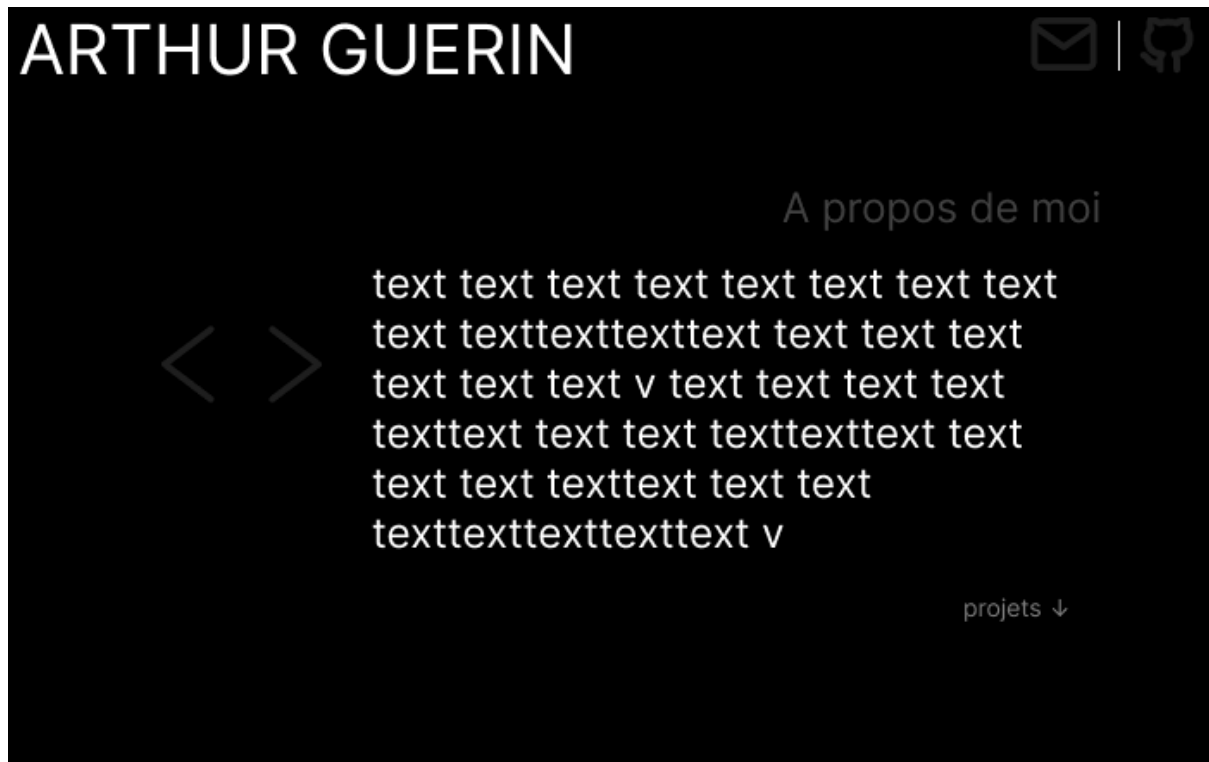 ARTHUR GUERIN
A propos de moi
text text text text text text text text
text texttexttexttext text text text
text text text v text text text text
texttext text text texttexttext text
text text texttext text text
texttexttexttexttext v
projets ↓